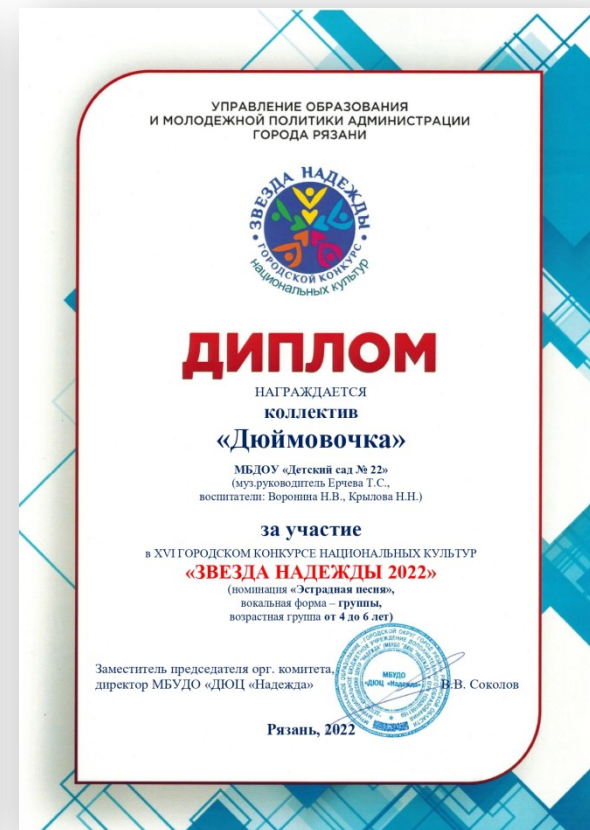 УПРАВЛЕНИЕ ОБРАЗОВАНИЯ
И МОЛОДЕЖНОЙ ПОЛИТИКИ АДМИНИСТРАЦИИ
ГОРОДА РЯЗАНИ
ЗВЕЗДА НАДЕЖДЫ
ГОРОДСКОЙ КОНКУРС
НАЦИОНАЛЬНЫХ КУЛЬТУР
ДИПЛОМ
НАГРАЖДАЕТСЯ
коллектив
«Дюймовочка»
МБДОУ «Детский сад № 22»
(муз.руководитель Ерчева Т.С.,
воспитатели: Воронина Н.В., Крылова Н.Н.)
за участие
в XVI ГОРОДСКОМ КОНКУРСЕ НАЦИОНАЛЬНЫХ КУЛЬТУР
«ЗВЕЗДА НАДЕЖДЫ 2022»
(номинация «Эстрадная песня»,
вокальная форма – группы,
возрастная группа от 4 до 6 лет)
Заместитель председателя орг. комитета,
директор МБУДО «ДЮЦ «Надежда» В.В. Соколов
МБУДО
«ДЮЦ «Надежда»
Рязань, 2022